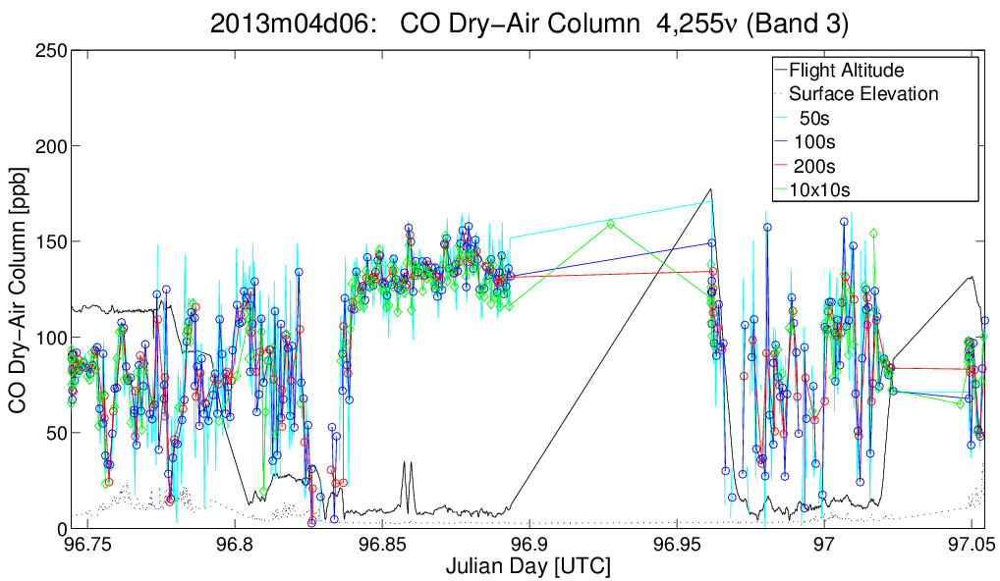 2013m04d06:   CO Dry−Air Column  4,255ν (Band 3)
250
200
150
100
50
0
CO Dry−Air Column [ppb]
Flight Altitude
Surface Elevation
50s
100s
200s
10x10s
96.75 96.8 96.85 96.9 96.95 97 97.05
Julian Day [UTC]